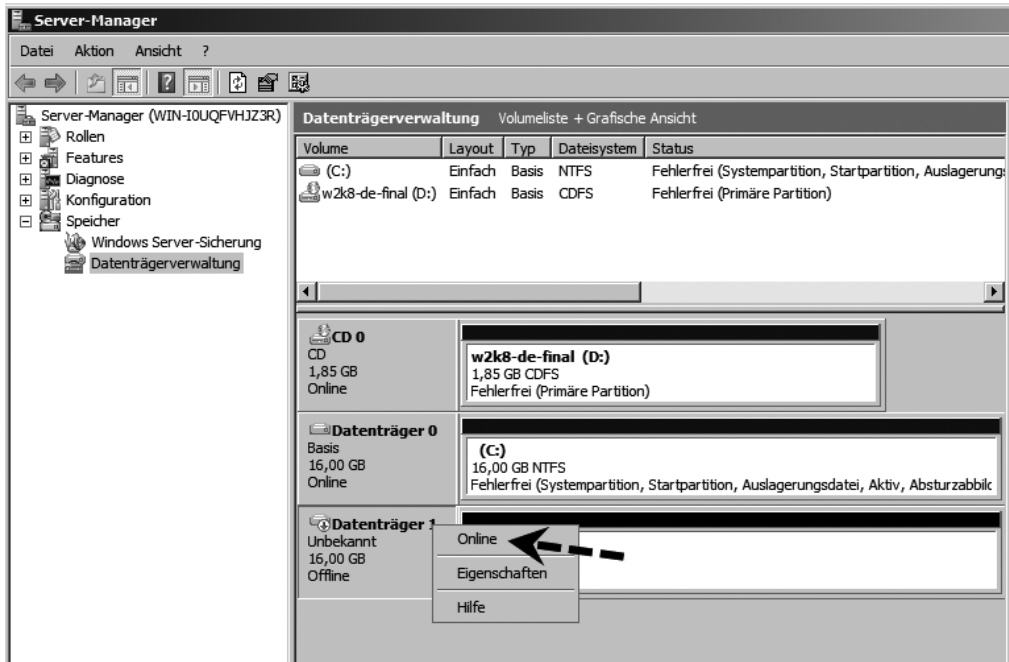 Server-Manager
Datei Aktion Ansicht ?
Server-Manager (WIN-I0UQFVHJZ3R)
Rollen
Features
Diagnose
Konfiguration
Speicher
Windows Server-Sicherung
Datenträgerverwaltung
Datenträgerverwaltung Volumeliste + Grafische Ansicht
Volume Layout Typ Dateisystem Status
(C:) Einfach Basis NTFS Fehlerfrei (Systempartition, Startpartition, Auslagerungs
w2k8-de-final (D:) Einfach Basis CDFS Fehlerfrei (Primäre Partition)
CD 0
CD
1,85 GB
Online
w2k8-de-final (D:)
1,85 GB CDFS
Fehlerfrei (Primäre Partition)
Datenträger 0
Basis
16,00 GB
Online
(C:)
16,00 GB NTFS
Fehlerfrei (Systempartition, Startpartition, Auslagerungsdatei, Aktiv, Absturzabbilc
Datenträger 1
Unbekannt
16,00 GB
Offline
Online
Eigenschaften
Hilfe